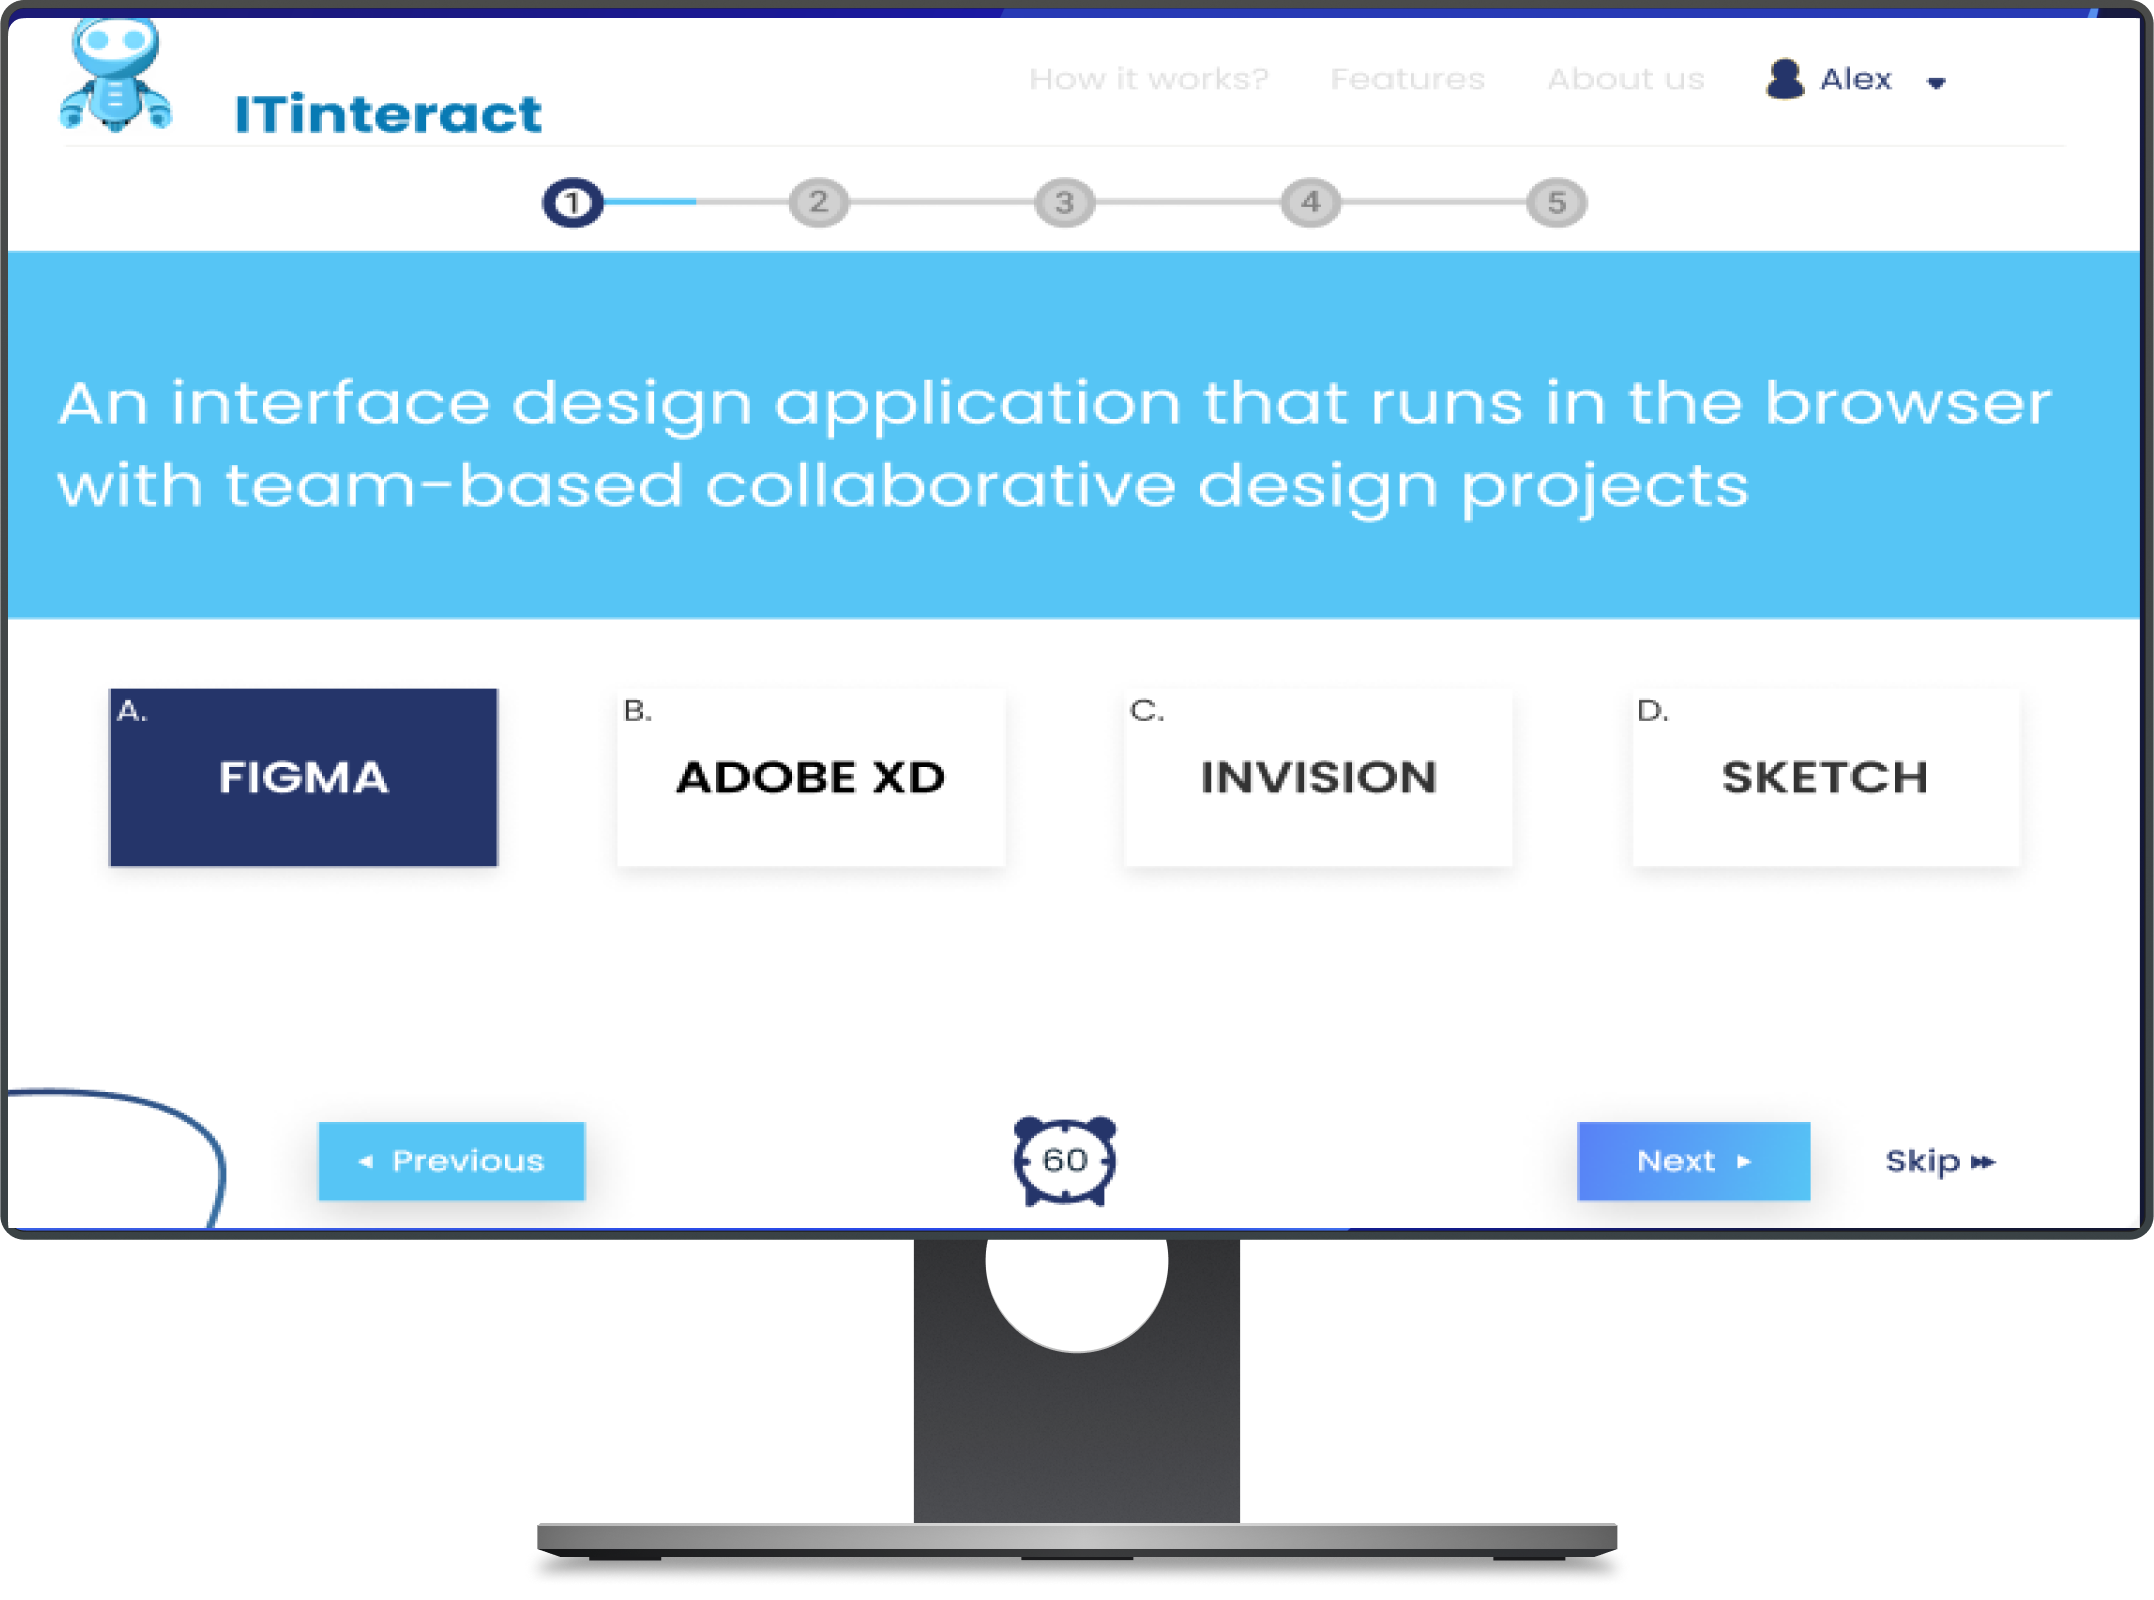 ITinteract
How it works?
Features
About us
Alex
1
2
3
4
5
An interface design application that runs in the browser
with team-based collaborative design projects
A.
FIGMA
B.
ADOBE XD
C.
INVISION
D.
SKETCH
Previous
60
Next
Skip